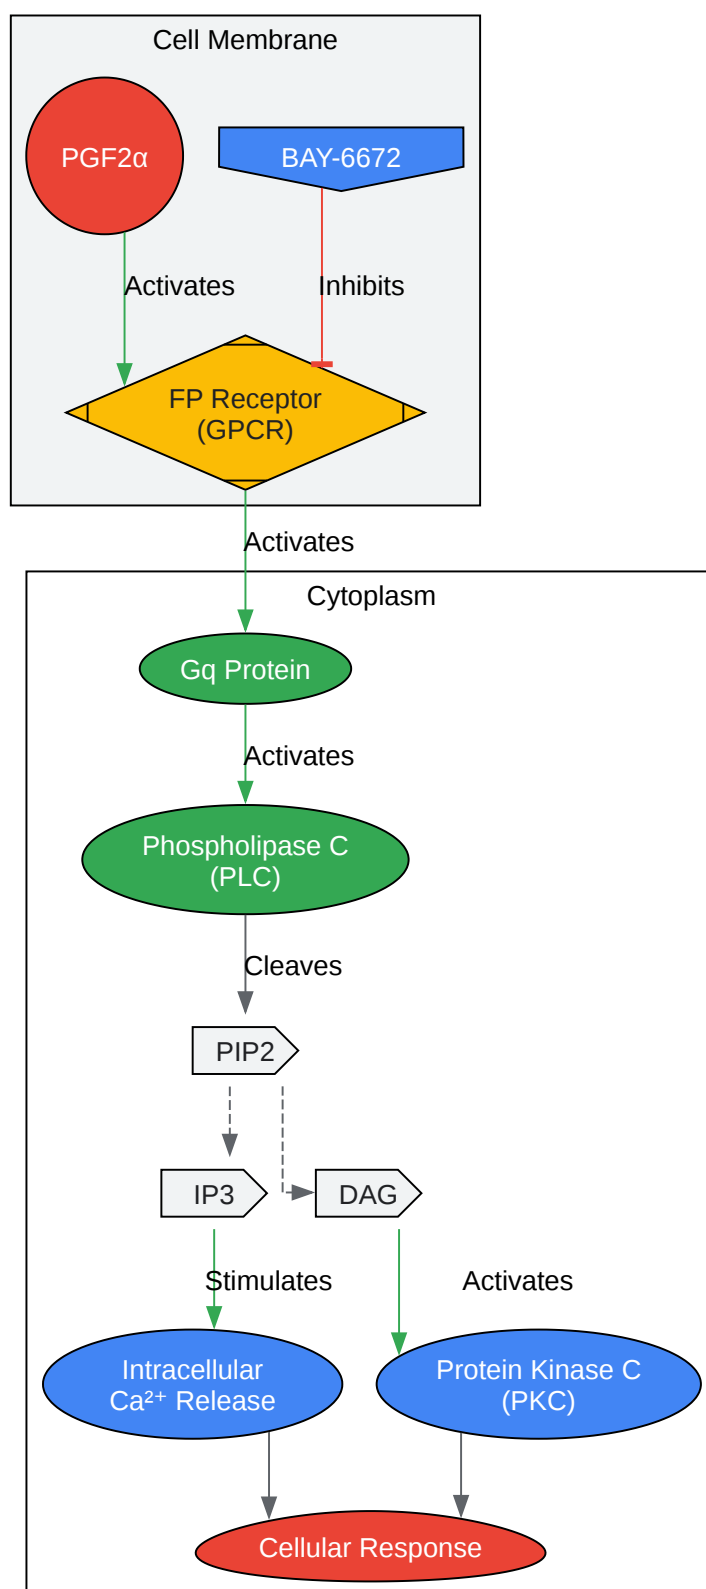 Cell Membrane
PGF2α
BAY-6672
Activates
Inhibits
FP Receptor
(GPCR)
Activates
Cytoplasm
Gq Protein
Activates
Phospholipase C
(PLC)
Cleaves
PIP2
IP3
DAG
Stimulates
Activates
Intracellular
Ca²⁺ Release
Protein Kinase C
(PKC)
Cellular Response